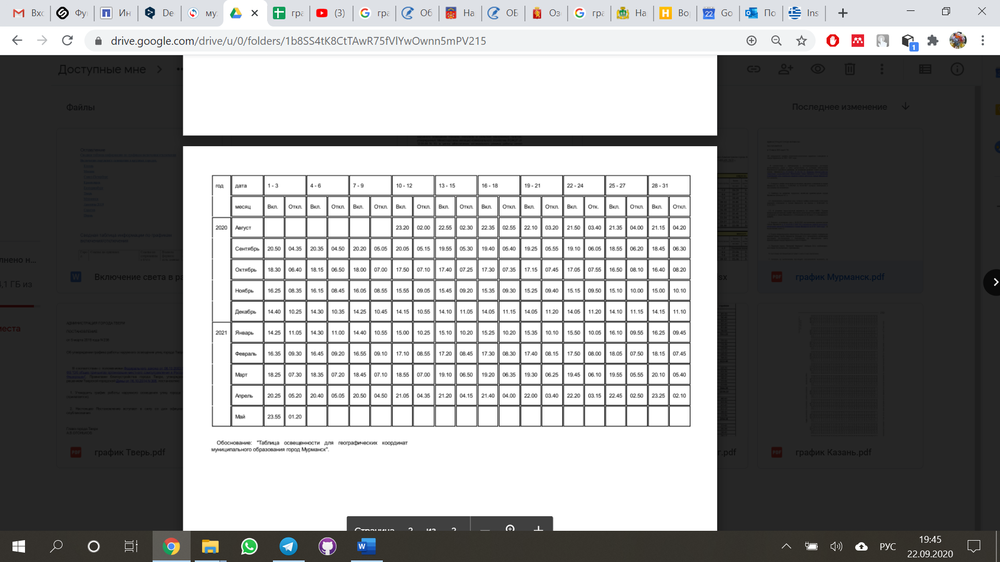 Вхс
Фу
Ин
De
му
гра
(3)
гра
Об
На
ОБ
Оз
гра
На
Во
22 Go
По
Ins
drive.google.com/drive/u/0/folders/1b8SS4tK8CtTAwR75fVlYwOwnn5mPV215
1
Доступные мне
Файлы
Последнее изменение
год дата 1 - 3 4 - 6 7 - 9 10 - 12 13 - 15 16 - 18 19 - 21 22 - 24 25 - 27 28 - 31
месяц Вкл. Откл. Вкл. Откл. Вкл. Откл. Вкл. Откл. Вкл. Откл. Вкл. Откл. Вкл. Откл. Вкл. Отк. Вкл. Откл. Вкл. Откл.
2020 Август 23.20 02.00 22.55 02.30 22.35 02.55 22.10 03.20 21.50 03.40 21.35 04.00 21.15 04.20
Сентябрь 20.50 04.35 20.35 04.50 20.20 05.05 20.05 05.15 19.55 05.30 19.40 05.40 19.25 05.55 19.10 06.05 18.55 06.20 18.45 06.30
Октябрь 18.30 06.40 18.15 06.50 18.00 07.00 17.50 07.10 17.40 07.25 17.30 07.35 17.15 07.45 17.05 07.55 16.50 08.10 16.40 08.20
Ноябрь 16.25 08.35 16.15 08.45 16.05 08.55 15.55 09.05 15.45 09.20 15.35 09.30 15.25 09.40 15.15 09.50 15.10 10.00 15.00 10.10
Декабрь 14.40 10.25 14.30 10.35 14.25 10.45 14.15 10.55 14.10 11.05 14.05 11.15 14.05 11.20 14.05 11.20 14.10 11.15 14.15 11.10
2021 Январь 14.25 11.05 14.30 11.00 14.40 10.55 15.00 10.25 15.10 10.20 15.25 10.20 15.35 10.10 15.50 10.05 16.10 09.55 16.25 09.45
Февраль 16.35 09.30 16.45 09.20 16.55 09.10 17.10 08.55 17.20 08.45 17.30 08.30 17.40 08.15 17.50 08.00 18.05 07.50 18.15 07.45
Март 18.25 07.30 18.35 07.20 18.45 07.10 18.55 07.00 19.10 06.50 19.20 06.35 19.30 06.25 19.45 06.10 19.55 05.55 20.10 05.40
Апрель 20.25 05.20 20.40 05.05 20.50 04.50 21.05 04.35 21.20 04.15 21.40 04.00 22.00 03.40 22.20 03.15 22.45 02.50 23.25 02.10
Май 23.55 01.20
Обоснование: "Таблица освещенности для географических координат
муниципального образования город Мурманск".
лнено н...
4,1 ГБ из
места
W Включение света в ра
sx
PDF график Мурманск.pdf
АДМИНИСТРАЦИЯ ГОРОДА ТВЕРИ
ПОСТАНОВЛЕНИЕ
PDF график Тверь.pdf
г.pdf
PDF график Казань.pdf
Страница 2 из 2
РУС
19:45
22.09.2020